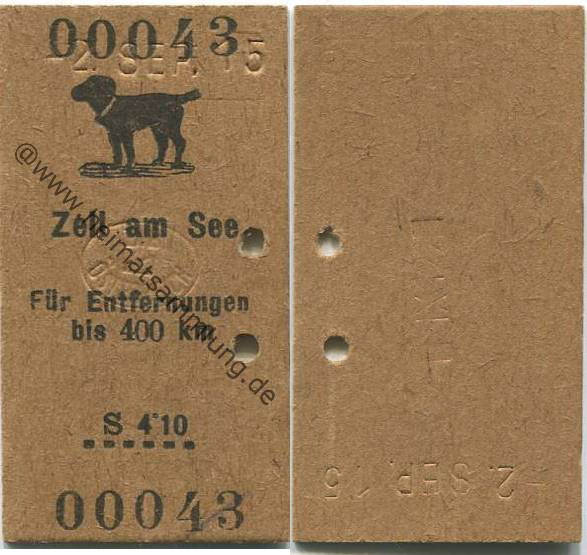 00043
2. SEP. 15
Zell am See
Für Entfernungen
bis 400 km
S 4·10
00043
@www.heimatsammlung.de
- 2. SEP. 15